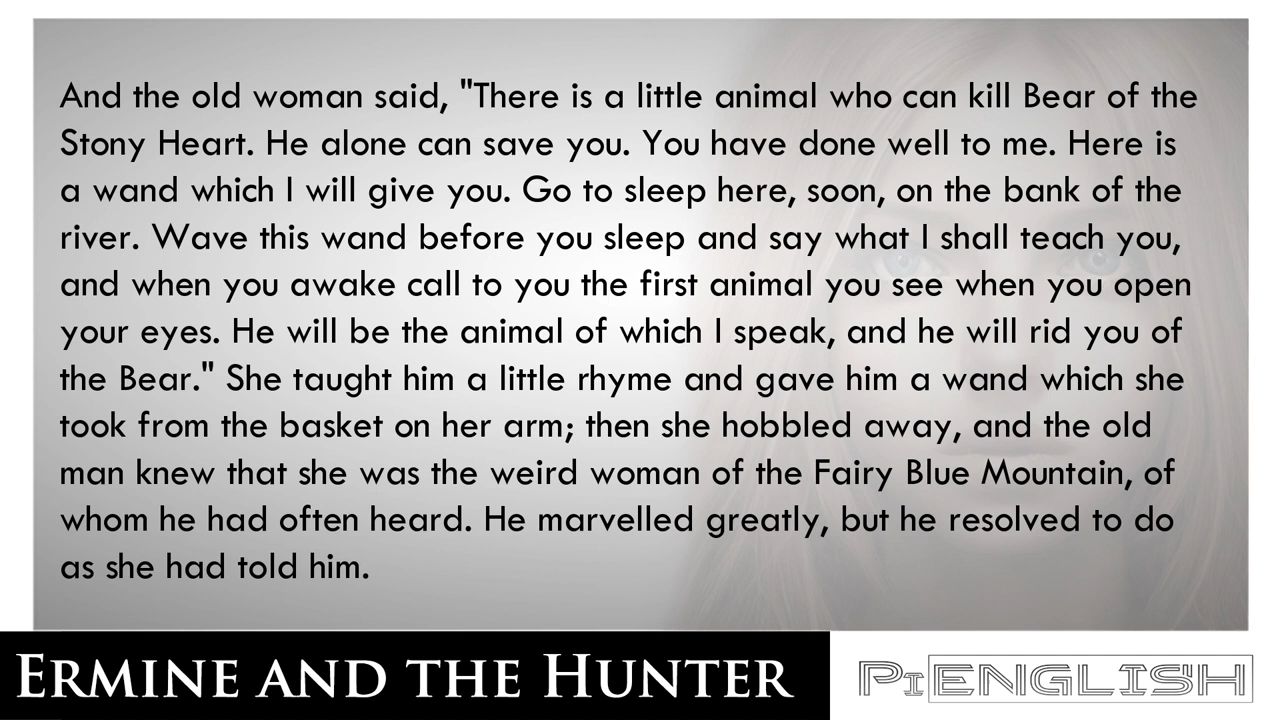 And the old woman said, "There is a little animal who can kill Bear of the
Stony Heart. He alone can save you. You have done well to me. Here is
a wand which I will give you. Go to sleep here, soon, on the bank of the
river. Wave this wand before you sleep and say what I shall teach you,
and when you awake call to you the first animal you see when you open
your eyes. He will be the animal of which I speak, and he will rid you of
the Bear." She taught him a little rhyme and gave him a wand which she
took from the basket on her arm; then she hobbled away, and the old
man knew that she was the weird woman of the Fairy Blue Mountain, of
whom he had often heard. He marvelled greatly, but he resolved to do
as she had told him.
Ermine and the Hunter
PiENGLISH